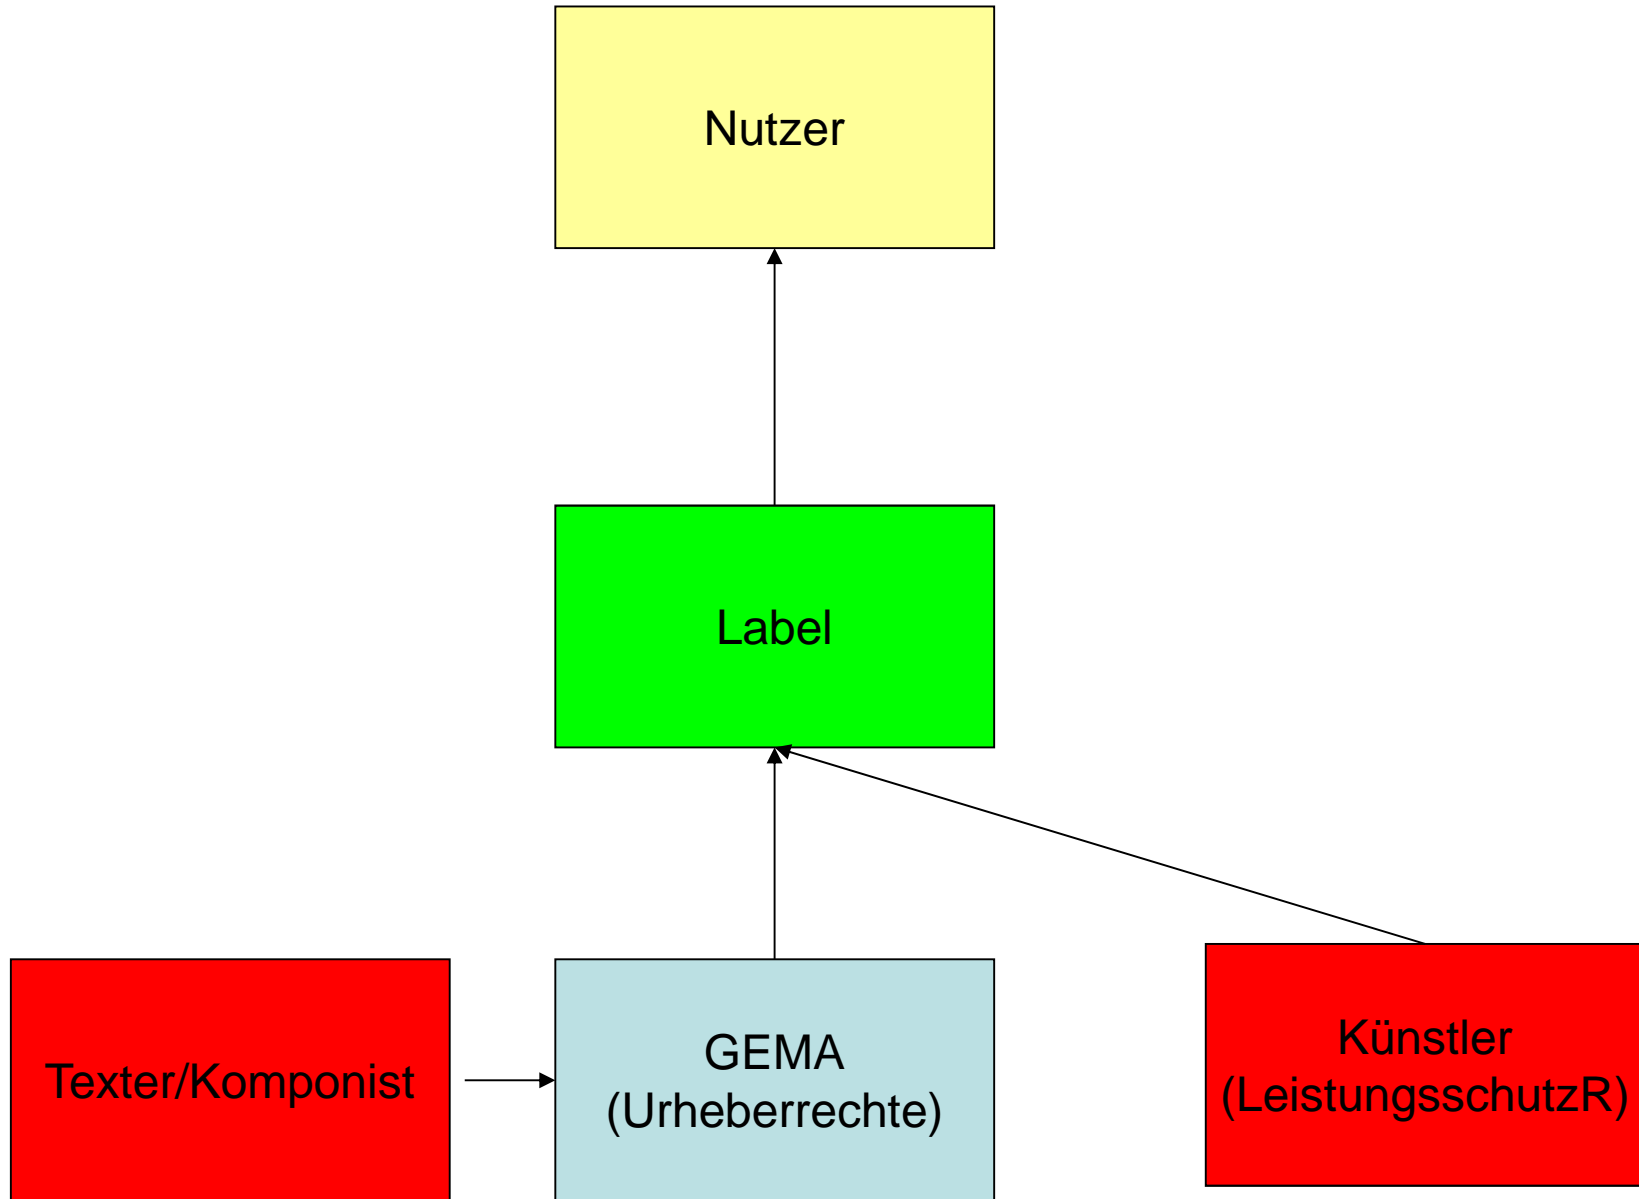 Nutzer
Label
Texter/Komponist
GEMA
(Urheberrechte)
Künstler
(LeistungsschutzR)